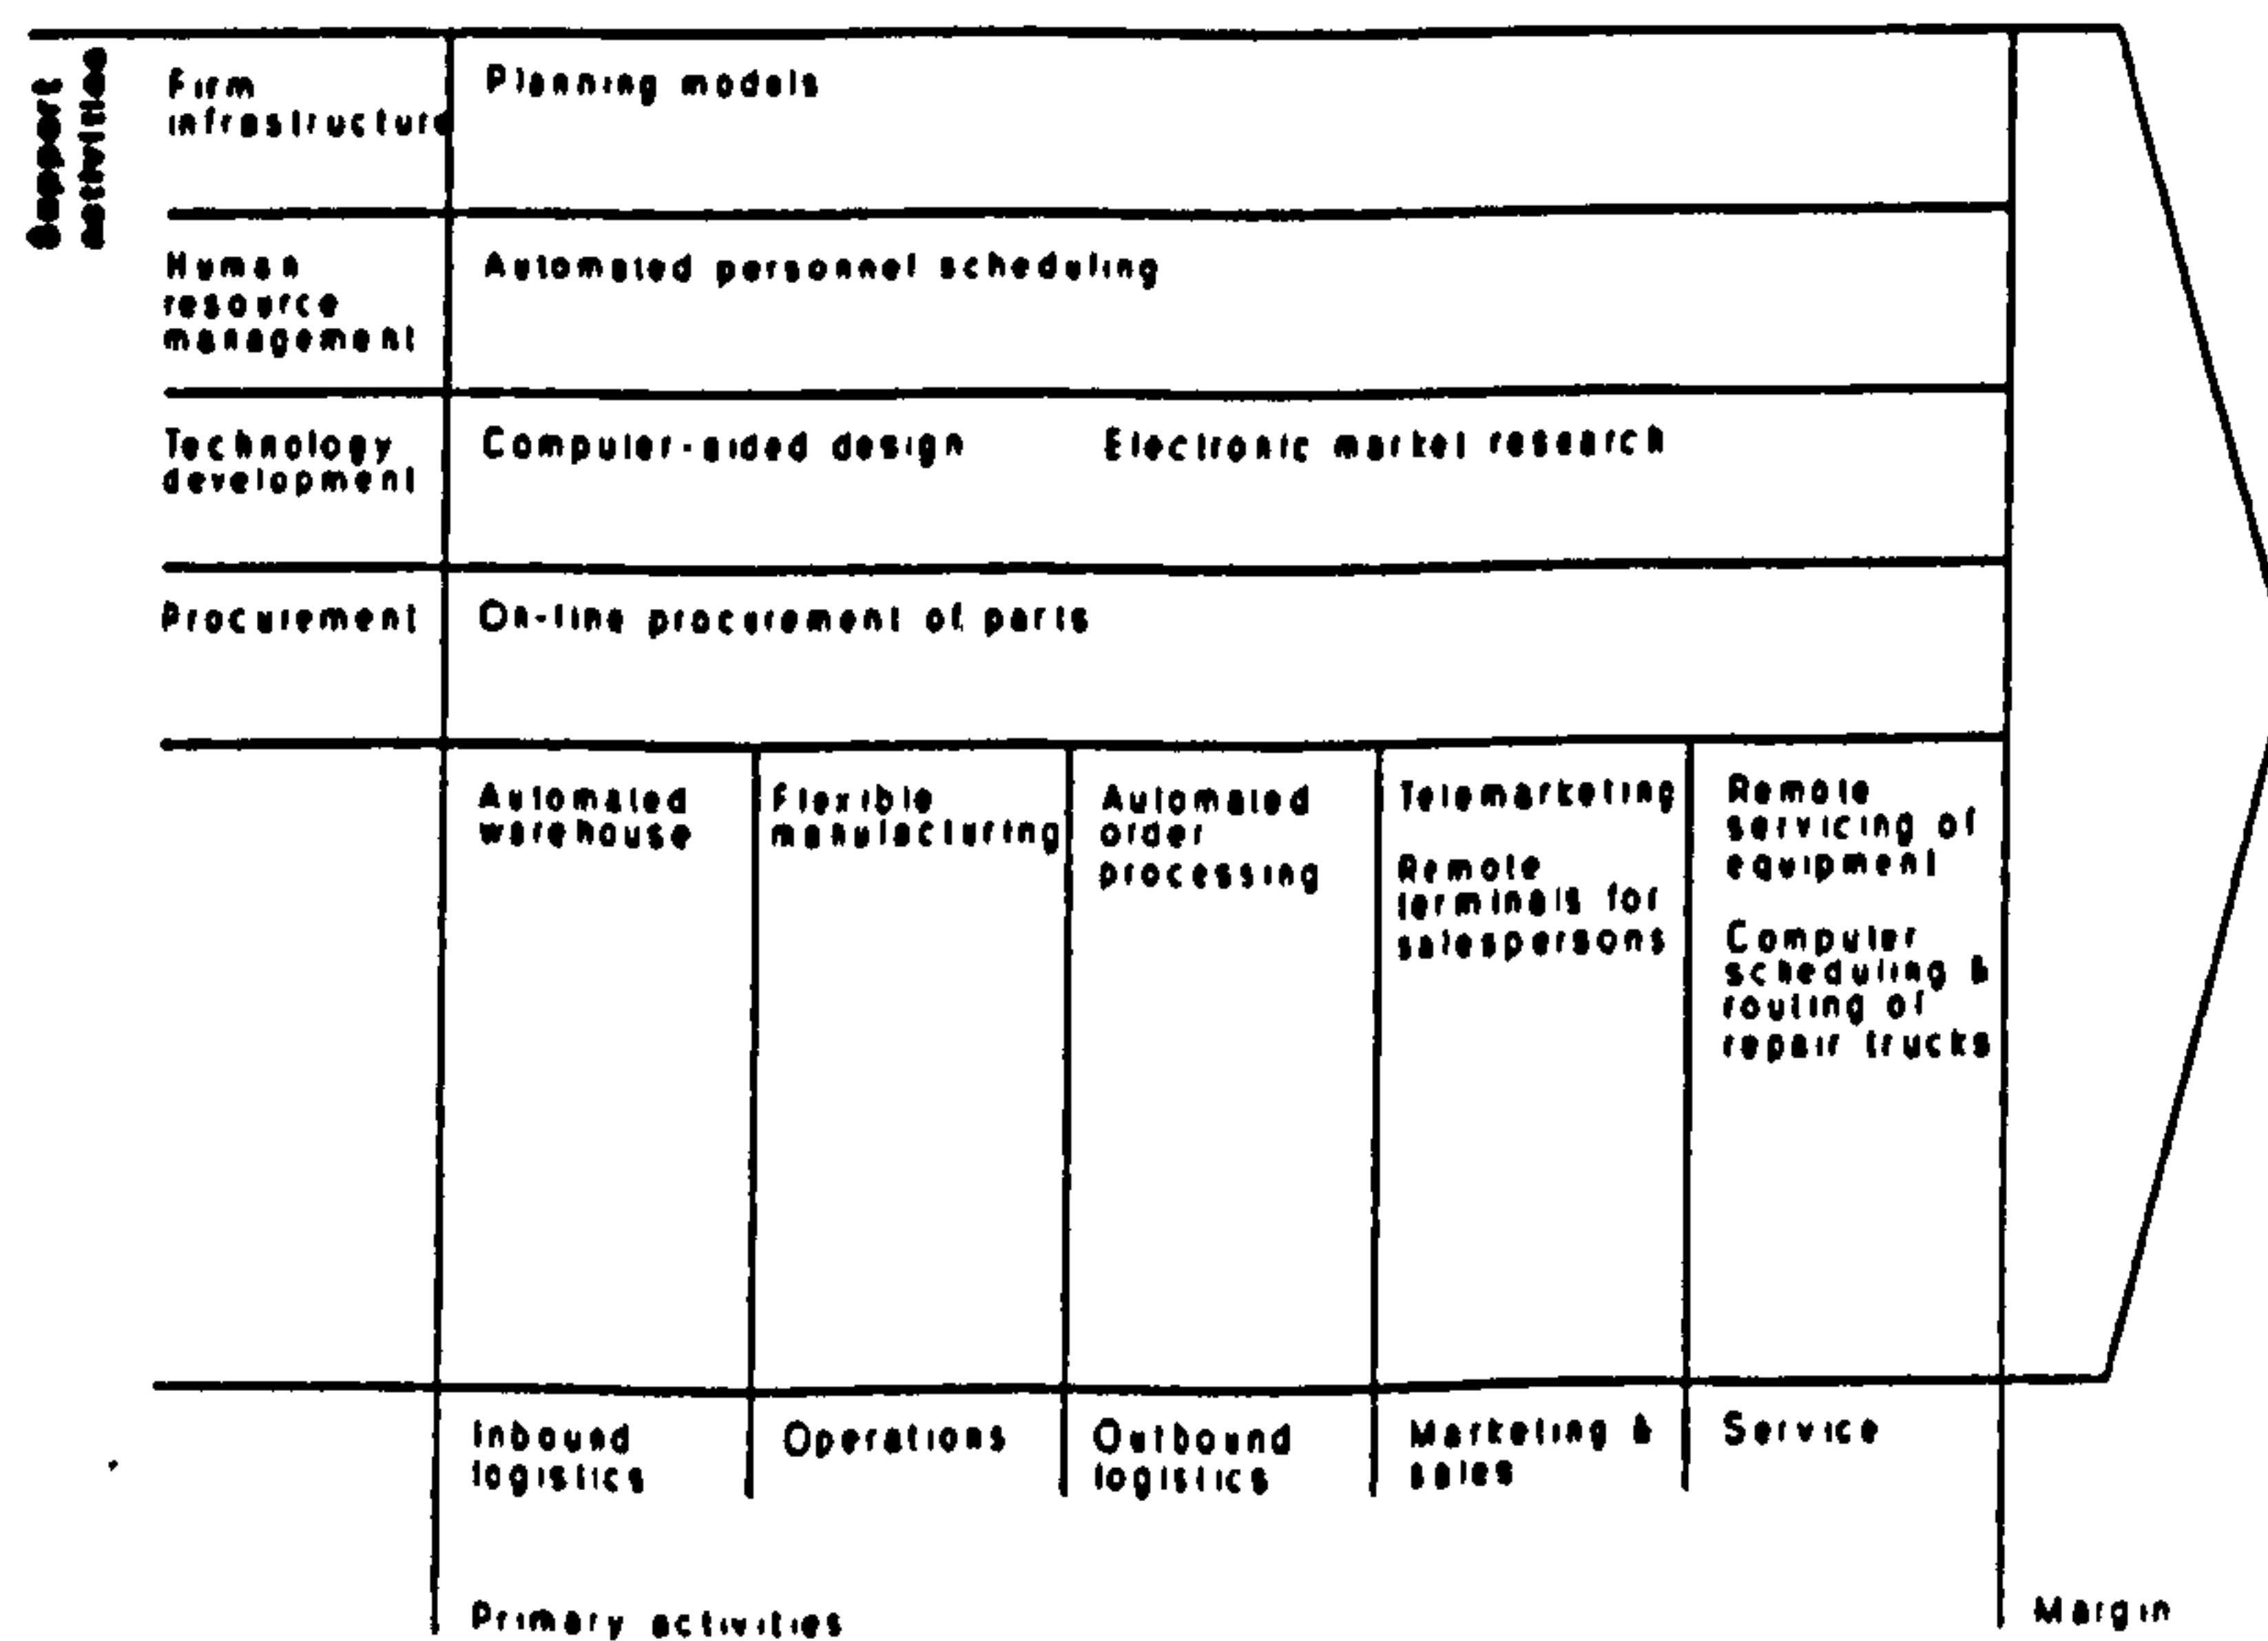 Support
activities
Firm
infrastructure
Planning models
Human
resource
management
Automated personnel scheduling
Technology
development
Computer-aided design
Electronic market research
Procurement
On-line procurement of parts
Automated
warehouse
Flexible
manufacturing
Automated
order
processing
Telemarketing
Remote
terminals for
salespersons
Remote
servicing of
equipment
Computer
scheduling &
routing of
repair trucks
Inbound
logistics
Operations
Outbound
logistics
Marketing &
sales
Service
Primary activities
Margin